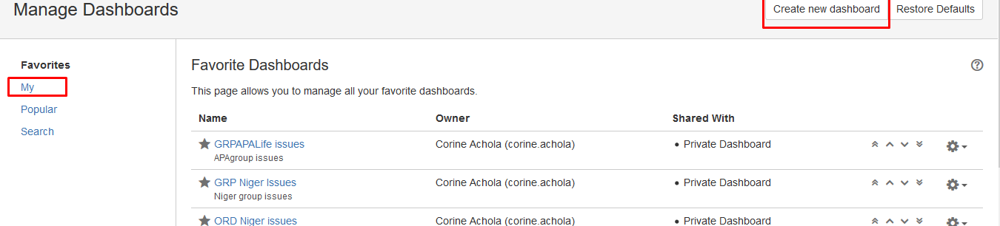 Manage Dashboards
Create new dashboard Restore Defaults
Favorites
My
Popular
Search
Favorite Dashboards
This page allows you to manage all your favorite dashboards.
Name Owner Shared With
GRPAPALife issues Corine Achola (corine.achola) • Private Dashboard
APAgroup issues
GRP Niger Issues Corine Achola (corine.achola) • Private Dashboard
Niger group issues
ORD Niger issues Corine Achola (corine.achola) • Private Dashboard